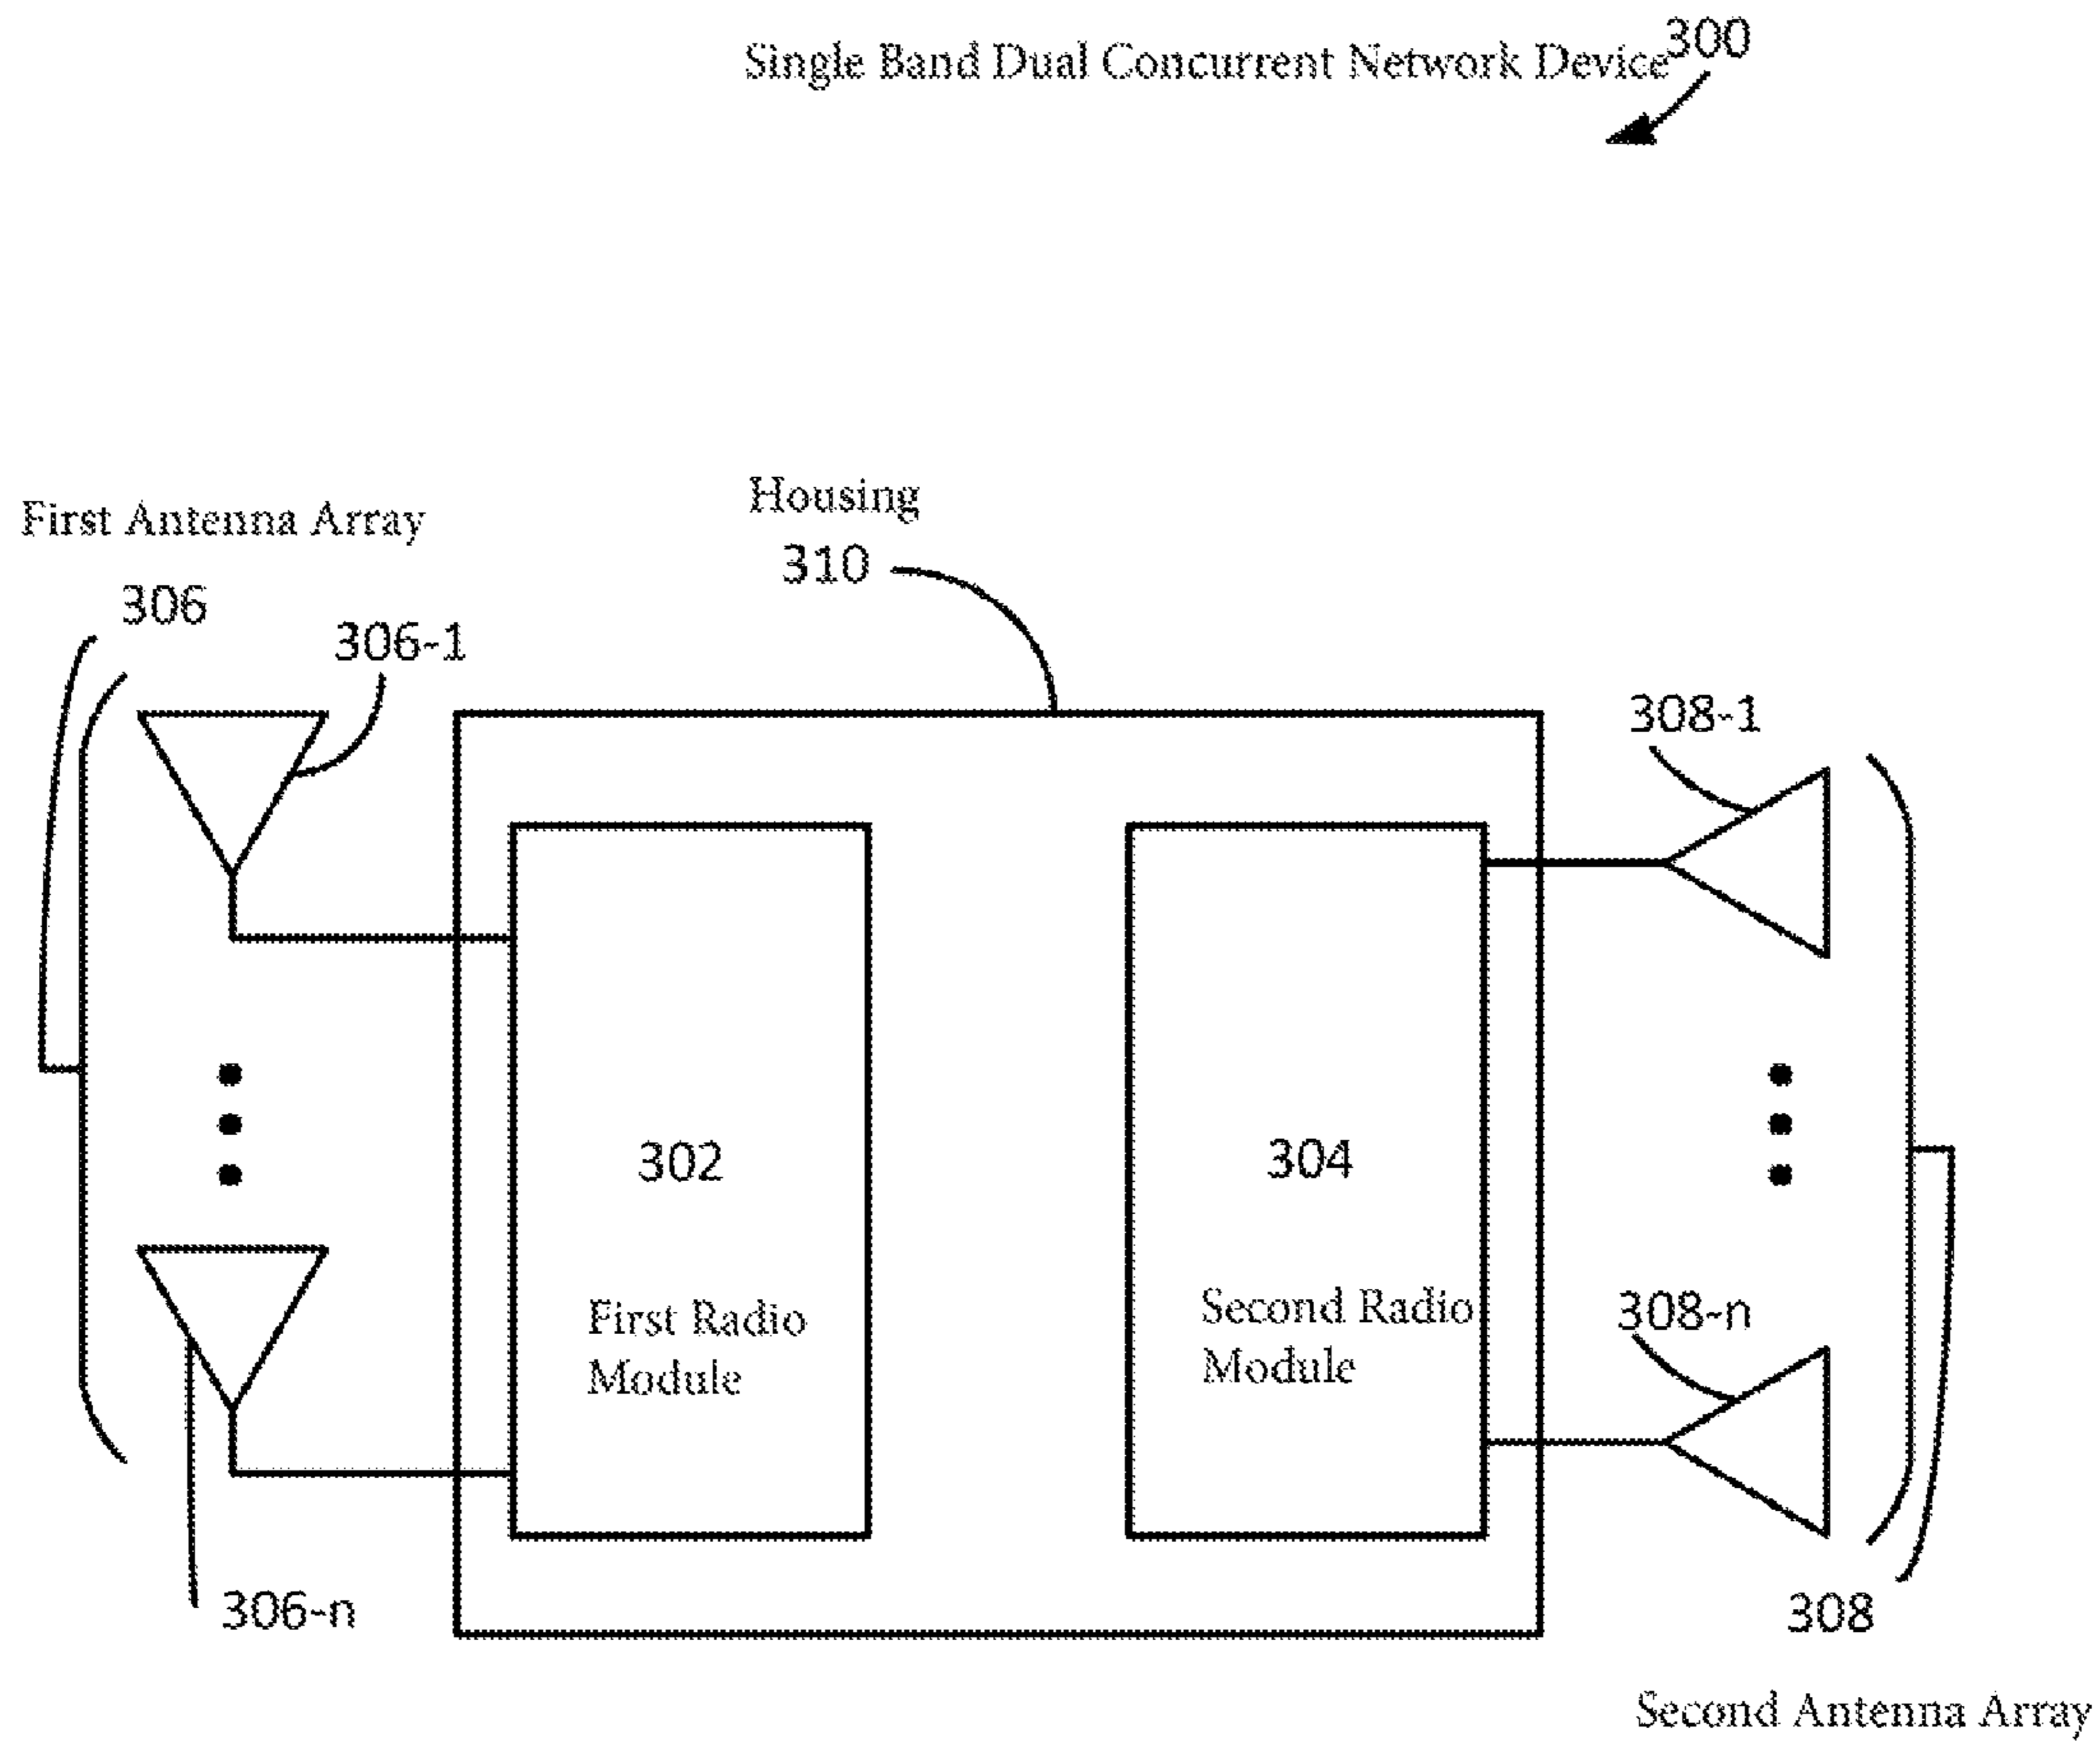 Single Band Dual Concurrent Network Device
300
Housing
310
First Antenna Array
306
306-1
308-1
302
First Radio
Module
304
Second Radio
Module
308-n
306-n
308
Second Antenna Array